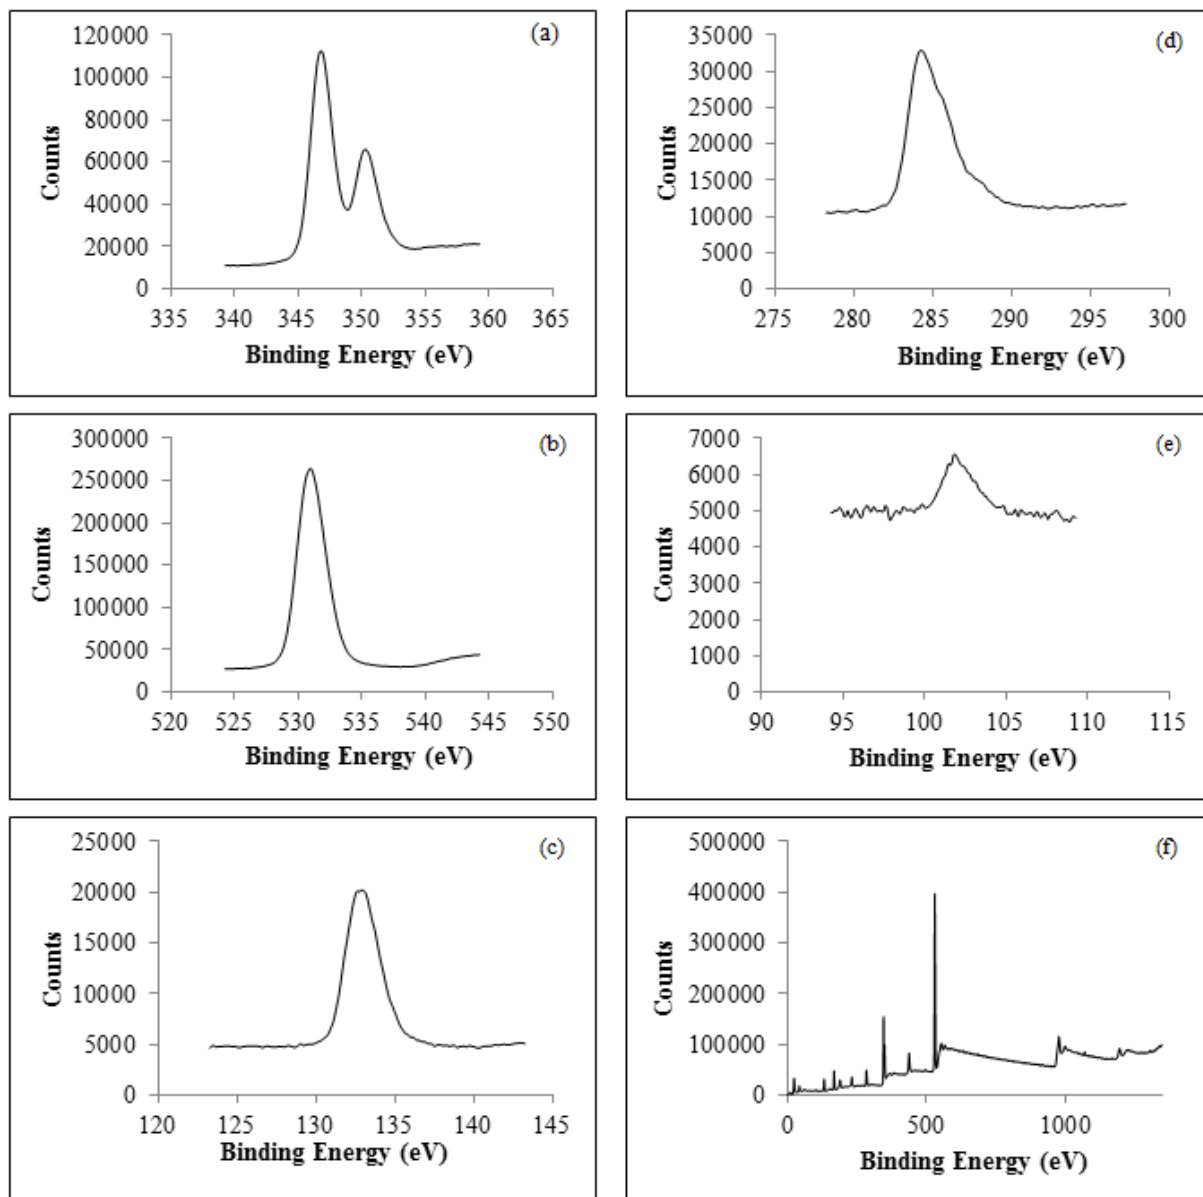 (a)
120000
100000
80000
60000
40000
20000
0
335 340 345 350 355 360 365
Counts
Binding Energy (eV)
(d)
35000
30000
25000
20000
15000
10000
5000
0
275 280 285 290 295 300
Counts
Binding Energy (eV)
(b)
300000
250000
200000
150000
100000
50000
0
520 525 530 535 540 545 550
Counts
Binding Energy (eV)
(e)
7000
6000
5000
4000
3000
2000
1000
0
90 95 100 105 110 115
Counts
Binding Energy (eV)
(c)
25000
20000
15000
10000
5000
0
120 125 130 135 140 145
Counts
Binding Energy (eV)
(f)
500000
400000
300000
200000
100000
0
0 500 1000
Counts
Binding Energy (eV)